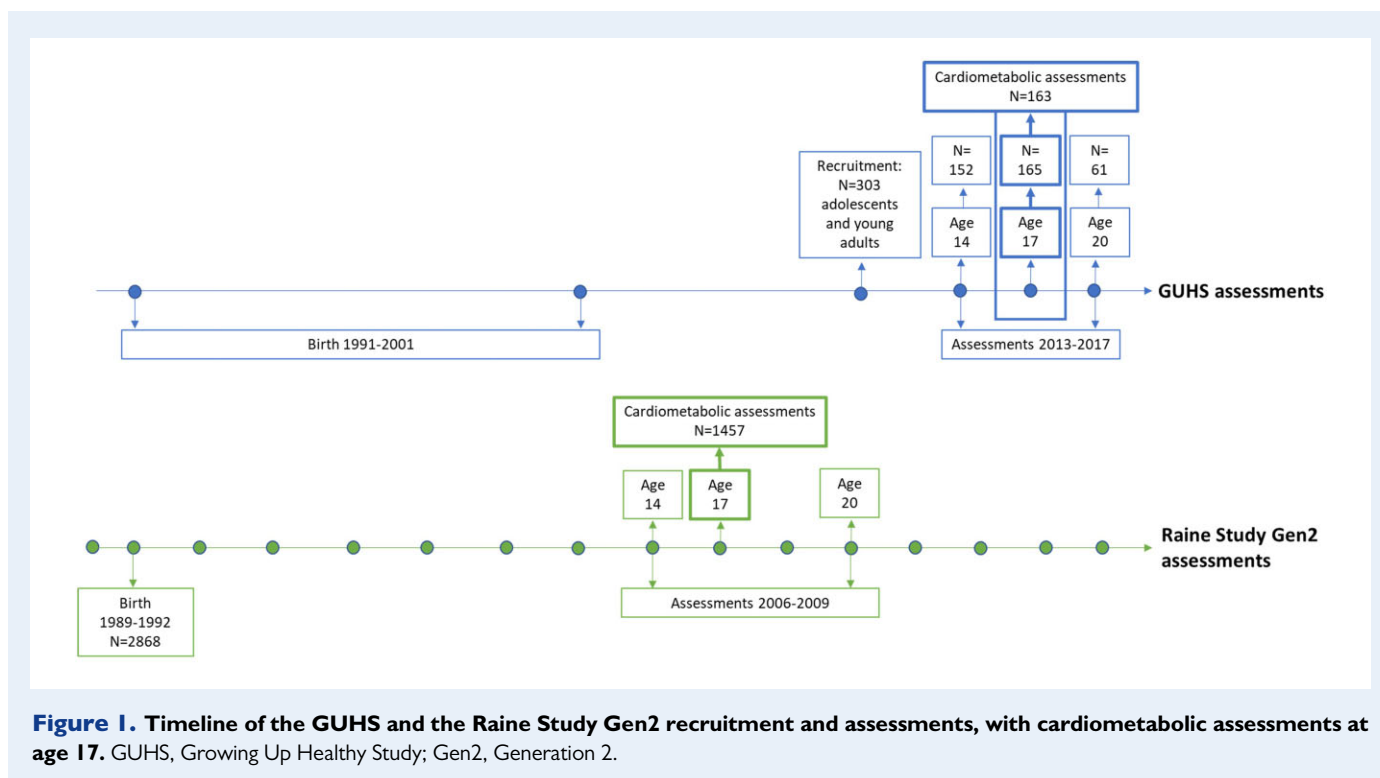 Cardiometabolic assessments
N=163
Recruitment:
N=303
adolescents
and young
adults
N=
152
N=
165
N=
61
Age
14
Age
17
Age
20
GUHS assessments
Birth 1991-2001
Assessments 2013-2017
Cardiometabolic assessments
N=1457
Age
14
Age
17
Age
20
Raine Study Gen2
assessments
Birth
1989-1992
N=2868
Assessments 2006-2009
Figure 1. Timeline of the GUHS and the Raine Study Gen2 recruitment and assessments, with cardiometabolic assessments at
age 17. GUHS, Growing Up Healthy Study; Gen2, Generation 2.